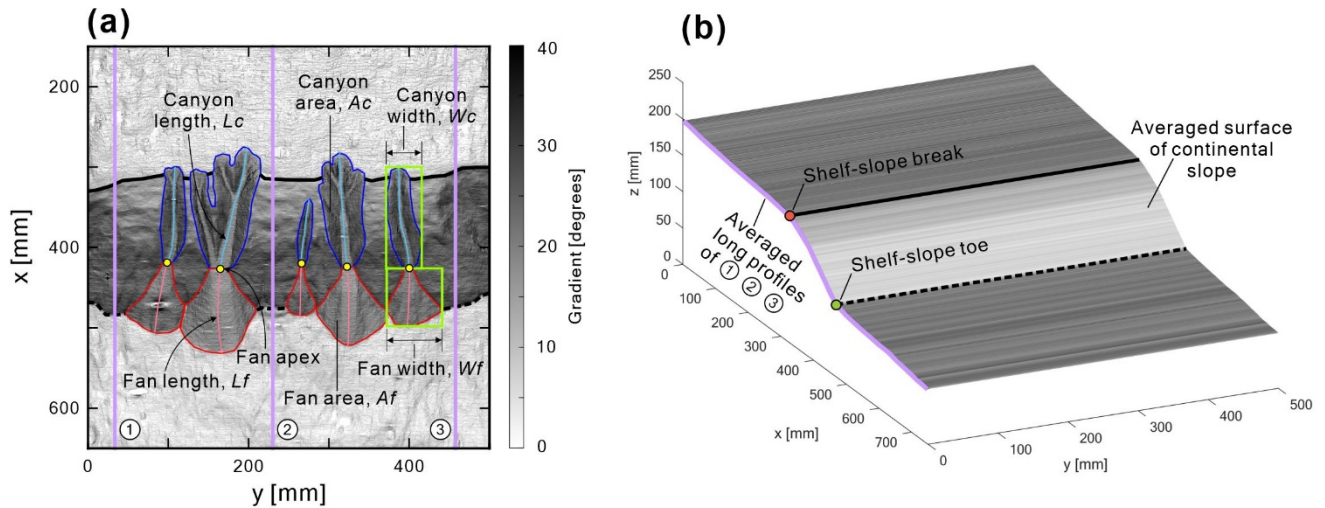 (a)
Canyon
length, Lc
Canyon
area, Ac
Canyon
width, Wc
200
400
600
x [mm]
0
200
400
y [mm]
Fan length, Lf
Fan apex
Fan area, Af
Fan width, Wf
①
②
③
40
30
20
10
0
Gradient [degrees]
(b)
250
200
150
100
50
0
z [mm]
Shelf-slope break
Averaged surface
of continental
slope
Averaged
long profiles
of ① ② ③
Shelf-slope toe
0
100
200
300
400
500
600
700
x [mm]
0
100
200
300
400
500
y [mm]